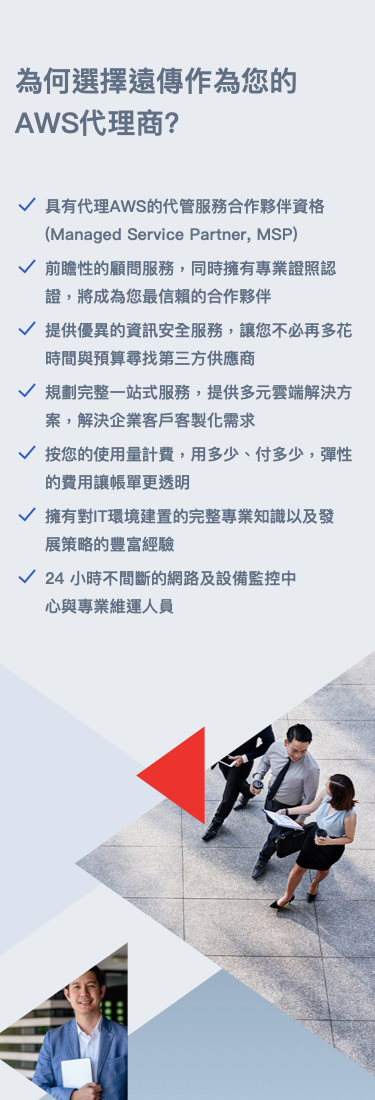 為何選擇遠傳作為您的
AWS代理商?
具有代理AWS的代管服務合作夥伴資格
(Managed Service Partner, MSP)
前瞻性的顧問服務，同時擁有專業證照認
證，將成為您最信賴的合作夥伴
提供優異的資訊安全服務，讓您不必再多花
時間與預算尋找第三方供應商
規劃完整一站式服務，提供多元雲端解決方
案，解決企業客戶客製化需求
按您的使用量計費，用多少、付多少，彈性
的費用讓帳單更透明
擁有對IT環境建置的完整專業知識以及發
展策略的豐富經驗
24 小時不間斷的網路及設備監控中
心與專業維運人員